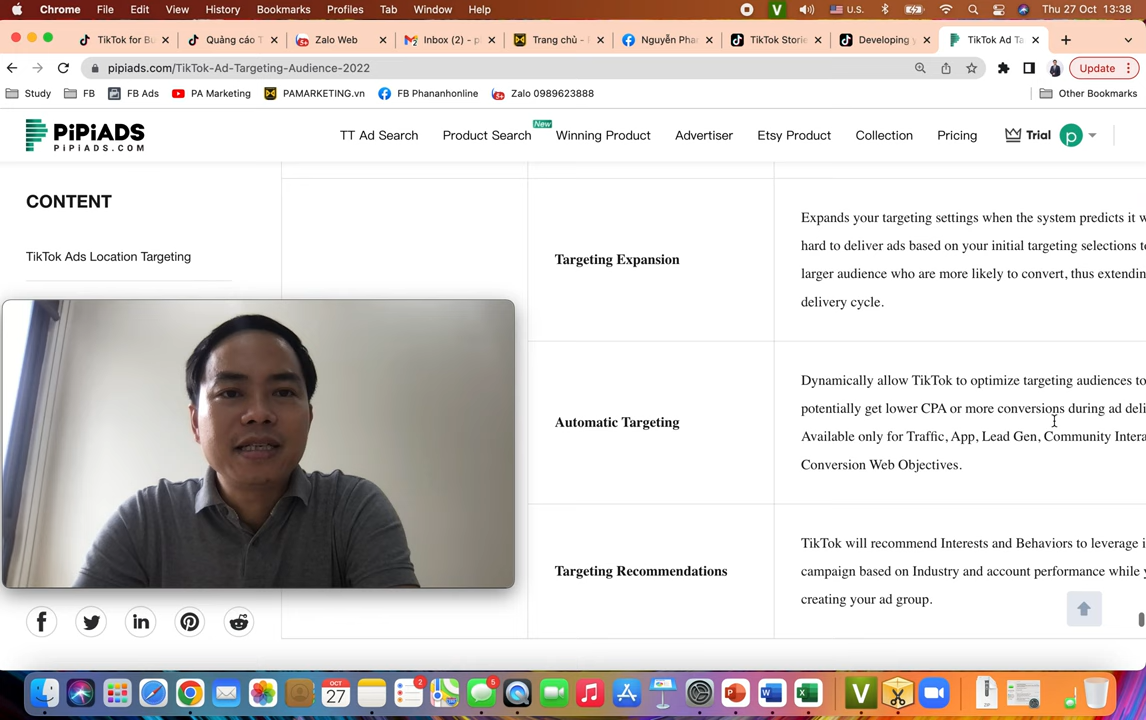 Chrome File Edit View History Bookmarks Profiles Tab Window Help V U.S. Thu 27 Oct 13:38
TikTok for Bu Quảng cáo T Zalo Web Inbox (2) - p Trang chủ - Nguyễn Pha TikTok Storie Developing y TikTok Ad Ta
pipiads.com/TikTok-Ad-Targeting-Audience-2022 Update
Study FB FB Ads PA Marketing PAMARKETING.vn FB Phananhonline Zalo 0989623888 Other Bookmarks
PiPiADS
PIPIADS.COM
TT Ad Search Product Search New Winning Product Advertiser Etsy Product Collection Pricing Trial p
CONTENT
TikTok Ads Location Targeting
Targeting Expansion
Expands your targeting settings when the system predicts it w
hard to deliver ads based on your initial targeting selections to
larger audience who are more likely to convert, thus extendin
delivery cycle.
Automatic Targeting
Dynamically allow TikTok to optimize targeting audiences to
potentially get lower CPA or more conversions during ad deli
Available only for Traffic, App, Lead Gen, Community Intera
Conversion Web Objectives.
Targeting Recommendations
TikTok will recommend Interests and Behaviors to leverage i
campaign based on Industry and account performance while y
creating your ad group.
OCT
27
2
5
V
ZIP